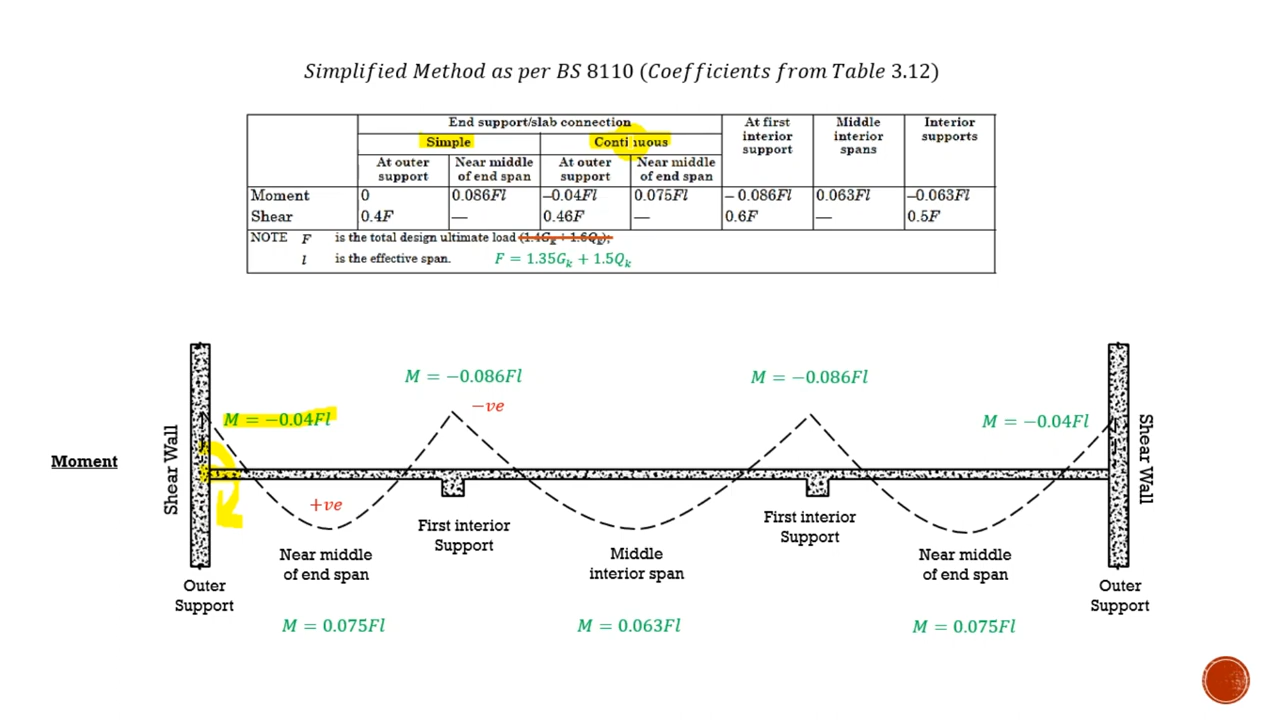 Simplified Method as per BS 8110 (Coefficients from Table 3.12)
End support/slab connection
At first interior support
Middle interior spans
Interior supports
Simple
Continuous
At outer support
Near middle of end span
At outer support
Near middle of end span
Moment 0 0.086Fl –0.04Fl 0.075Fl – 0.086Fl 0.063Fl –0.063Fl
Shear 0.4F — 0.46F — 0.6F — 0.5F
NOTE F is the total design ultimate load (1.4Gk + 1.6Qk);
l is the effective span. F = 1.35Gk + 1.5Qk
M = −0.086Fl
M = −0.086Fl
−ve
M = −0.04Fl
M = −0.04Fl
Shear Wall
Moment
Shear Wall
+ve
First interior
Support
First interior
Support
Near middle
of end span
Middle
interior span
Near middle
of end span
Outer
Support
Outer
Support
M = 0.075Fl
M = 0.063Fl
M = 0.075Fl